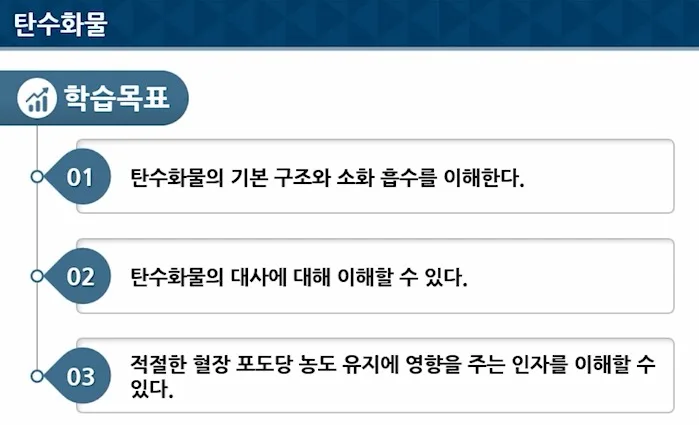 탄수화물
학습목표
01
탄수화물의 기본 구조와 소화 흡수를 이해한다.
02
탄수화물의 대사에 대해 이해할 수 있다.
03
적절한 혈장 포도당 농도 유지에 영향을 주는 인자를 이해할 수
있다.